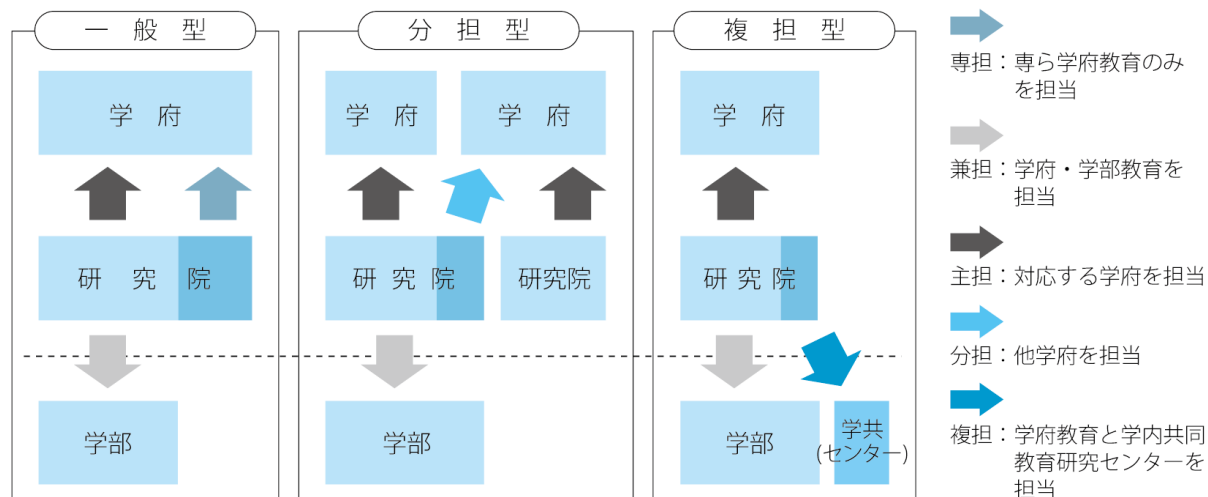 一般型
学府
研究院
学部
分担型
学府
学府
研究院
研究院
学部
複担型
学府
研究院
学部
学共
(センター)
専担：専ら学府教育のみ
を担当
兼担：学府・学部教育を
担当
主担：対応する学府を担当
分担：他学府を担当
複担：学府教育と学内共同
教育研究センターを
担当